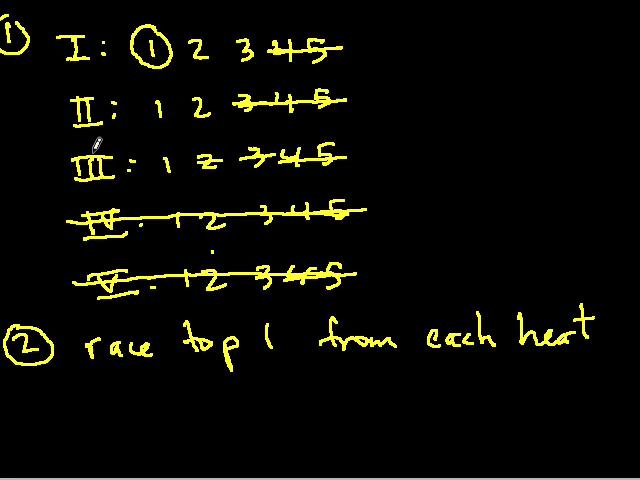 ① I: ① 2 3 4 5
II: 1 2 3 4 5
III: 1 2 3 4 5
IV: 1 2 3 4 5
V: 1 2 3 4 5
② race top 1 from each heat